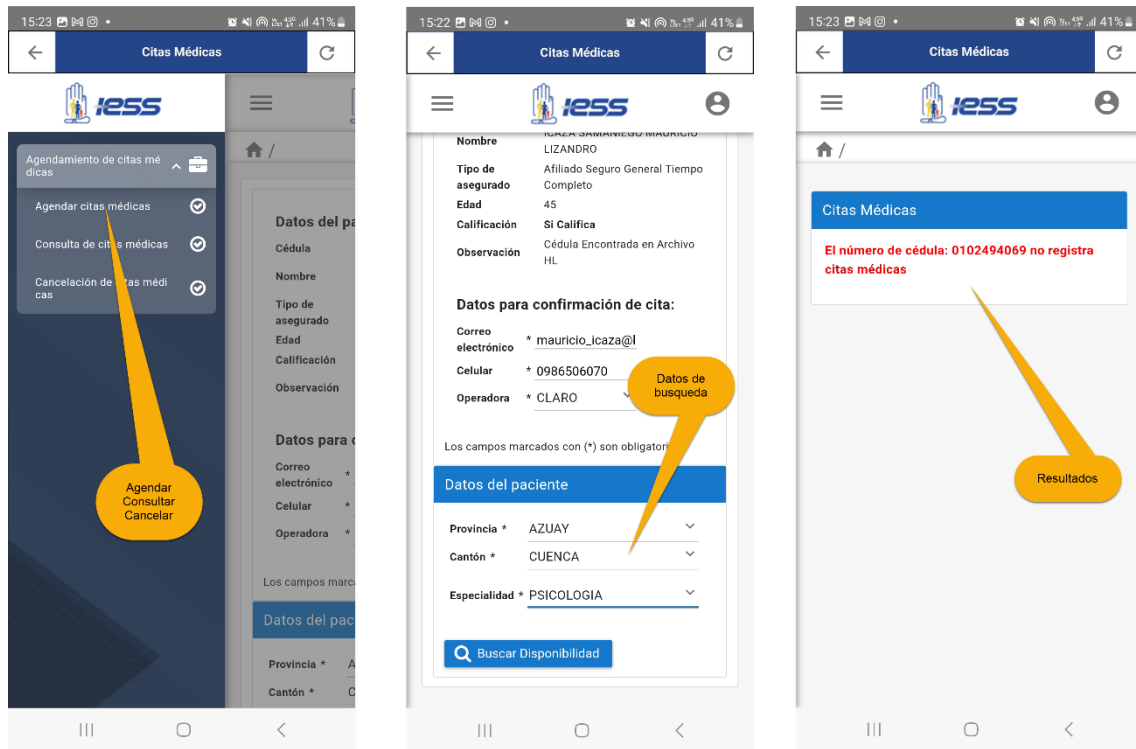 15:23
41%
Citas Médicas
iess
Agendamiento de citas mé
dicas
Agendar citas médicas
Consulta de citas médicas
Cancelación de citas médi
cas
Agendar
Consultar
Cancelar
/
Datos del pa
Cédula
Nombre
Tipo de
asegurado
Edad
Calificación
Observación
Datos para c
Correo
electrónico *
Celular *
Operadora *
Los campos marca
Datos del pac
Provincia * A
Cantón * C
15:22
41%
Citas Médicas
iess
Nombre ICAZA SAMANIEGO MAURICIO
LIZANDRO
Tipo de Afiliado Seguro General Tiempo
asegurado Completo
Edad 45
Calificación Si Califica
Observación Cédula Encontrada en Archivo
HL
Datos para confirmación de cita:
Correo
electrónico * mauricio_icaza@l
Celular * 0986506070
Operadora * CLARO
Datos de
busqueda
Los campos marcados con (*) son obligatori
Datos del paciente
Provincia * AZUAY
Cantón * CUENCA
Especialidad * PSICOLOGIA
Buscar Disponibilidad
15:23
41%
Citas Médicas
iess
/
Citas Médicas
El número de cédula: 0102494069 no registra
citas médicas
Resultados